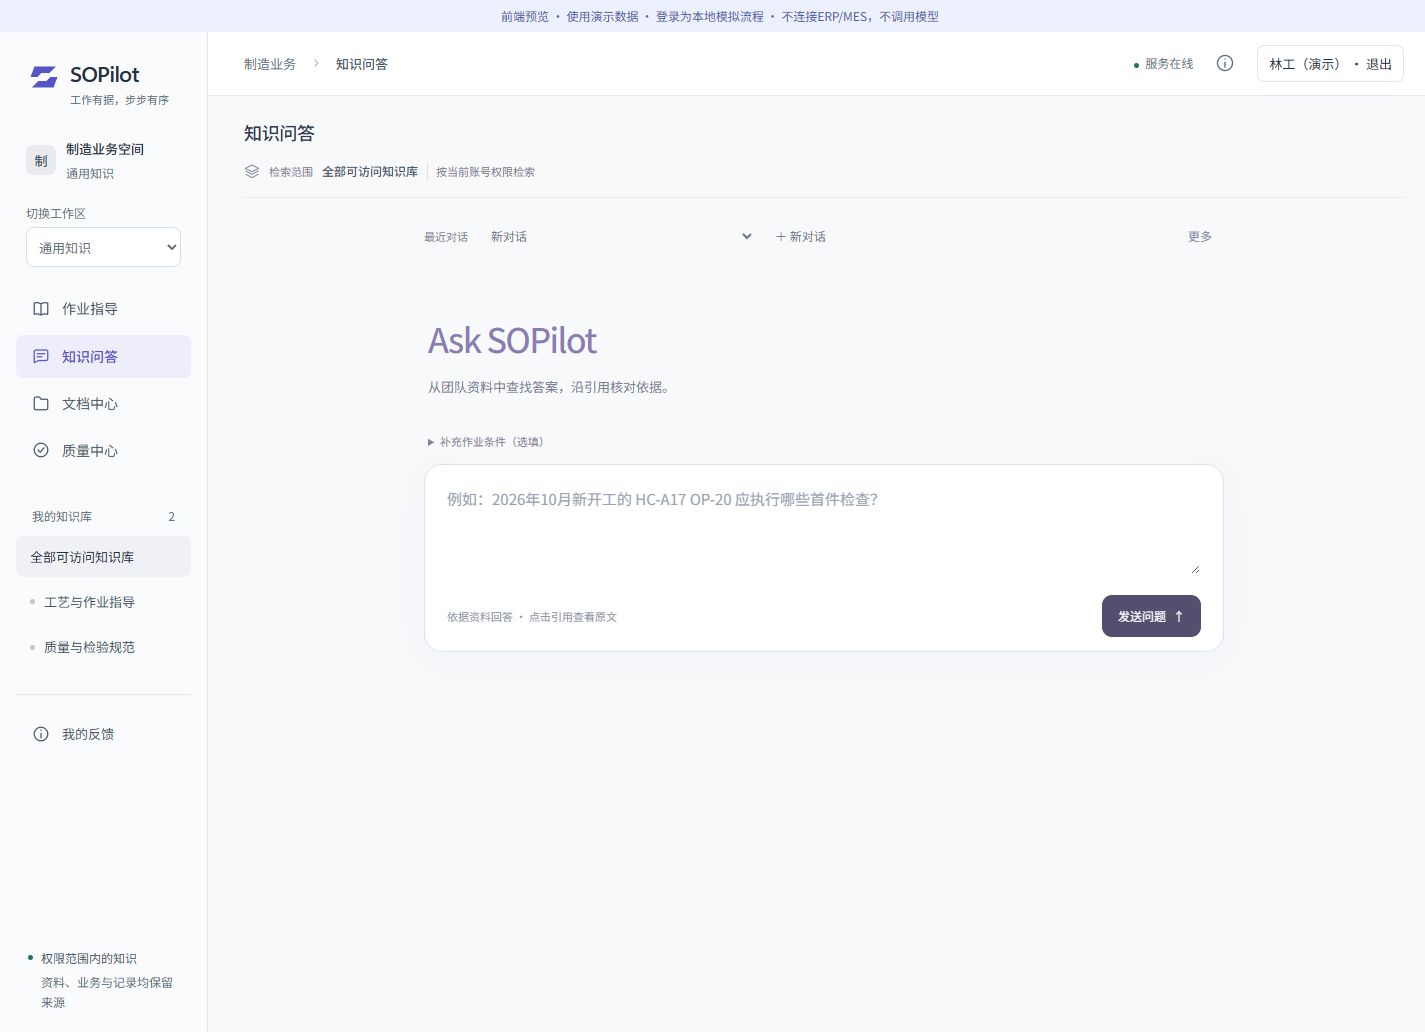 前端预览 · 使用演示数据 · 登录为本地模拟流程 · 不连接ERP/MES，不调用模型
SOPilot
工作有据，步步有序
制
制造业务空间
通用知识
切换工作区
通用知识
作业指导
知识问答
文档中心
质量中心
我的知识库 2
全部可访问知识库
工艺与作业指导
质量与检验规范
我的反馈
权限范围内的知识
资料、业务与记录均保留
来源
制造业务 > 知识问答
服务在线
林工（演示） · 退出
知识问答
检索范围 全部可访问知识库 按当前账号权限检索
最近对话 新对话 + 新对话 更多
Ask SOPilot
从团队资料中查找答案，沿引用核对依据。
▶ 补充作业条件（选填）
例如：2026年10月新开工的 HC-A17 OP-20 应执行哪些首件检查？
依据资料回答 · 点击引用查看原文
发送问题 ↑